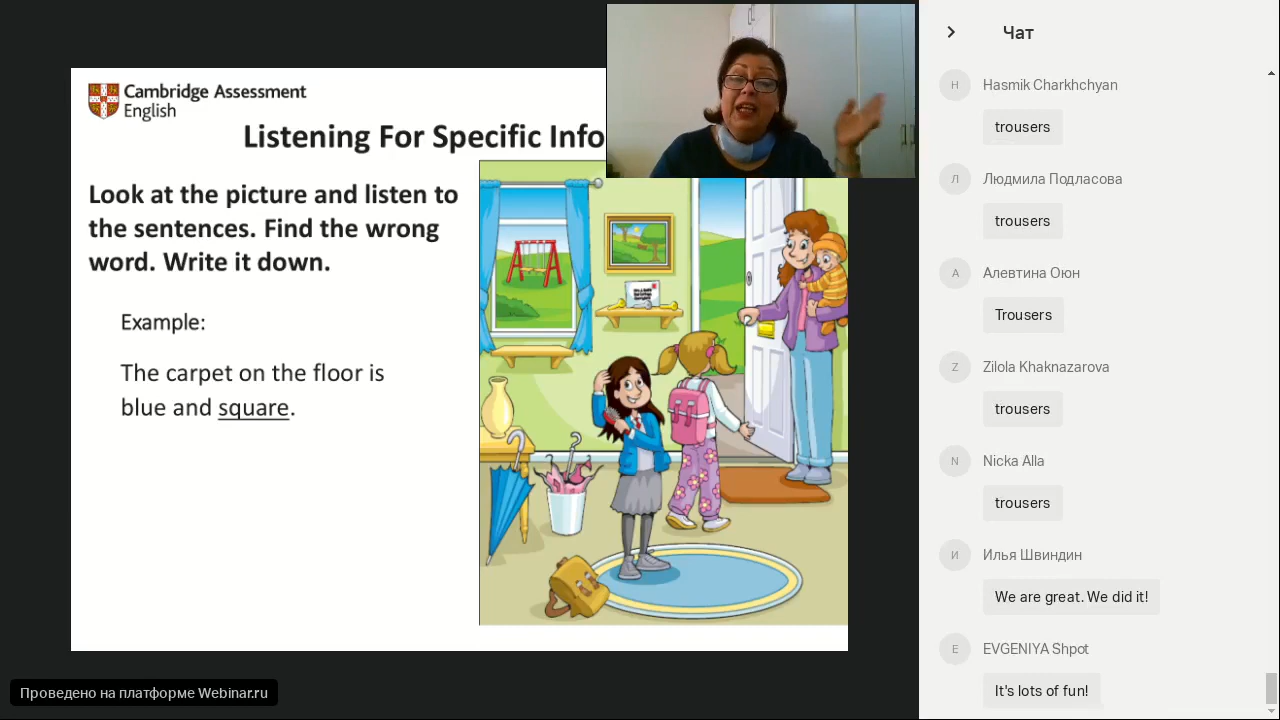 Cambridge Assessment
English
Listening For Specific Info
Look at the picture and listen to
the sentences. Find the wrong
word. Write it down.
Example:
The carpet on the floor is
blue and square.
Проведено на платформе Webinar.ru
Чат
H
Hasmik Charkhchyan
trousers
Л
Людмила Подласова
trousers
А
Алевтина Оюн
Trousers
Z
Zilola Khaknazarova
trousers
N
Nicka Alla
trousers
И
Илья Швиндин
We are great. We did it!
E
EVGENIYA Shpot
It's lots of fun!